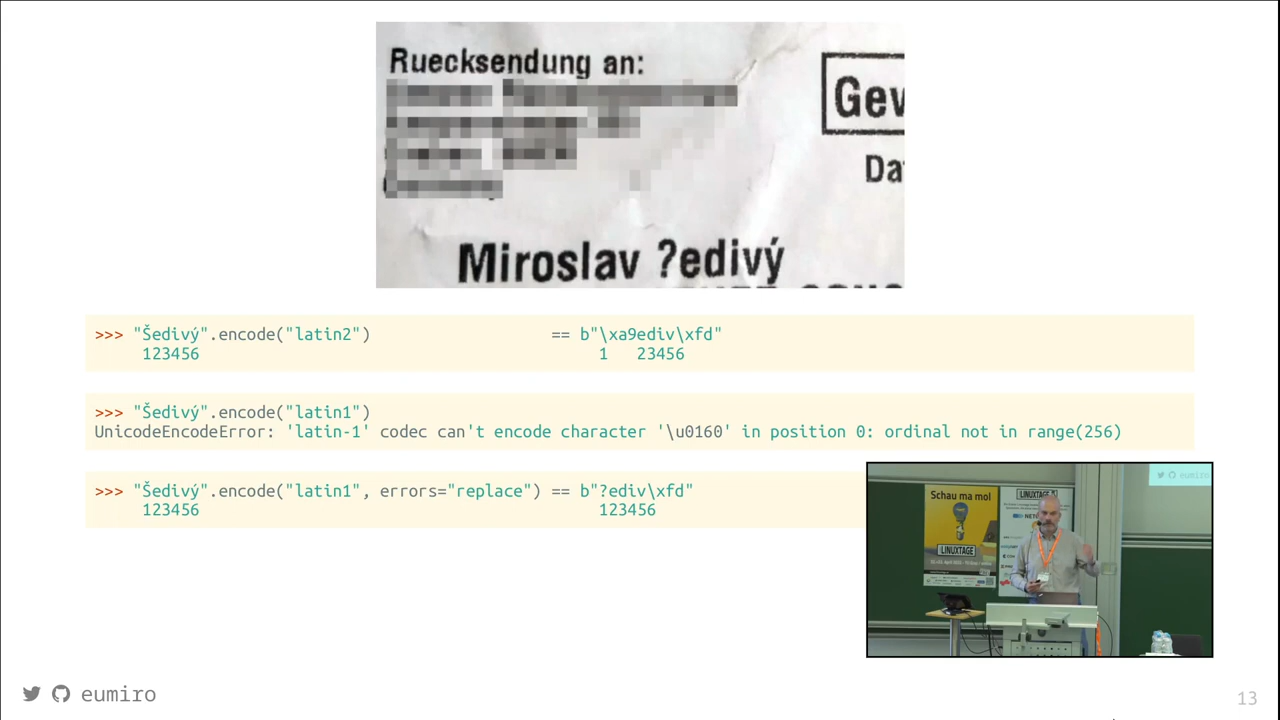 Ruecksendung an:
Gev
Da
Miroslav ?edivý
>>> "Šedivý".encode("latin2") == b"\xa9ediv\xfd"
123456 1 23456
>>> "Šedivý".encode("latin1")
UnicodeEncodeError: 'latin-1' codec can't encode character '\u0160' in position 0: ordinal not in range(256)
>>> "Šedivý".encode("latin1", errors="replace") == b"?ediv\xfd"
123456 123456
eumiro
Schau ma mol
LINUXTAGE
LINUXTAGE
eumiro
13